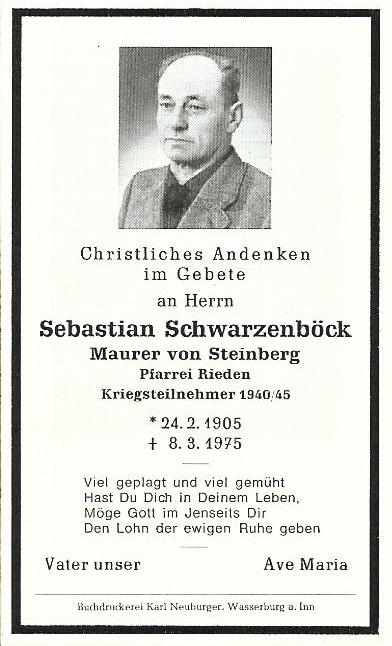 Christliches Andenken
im Gebete
an Herrn
Sebastian Schwarzenböck
Maurer von Steinberg
Pfarrei Rieden
Kriegsteilnehmer 1940/45
* 24. 2. 1905
† 8. 3. 1975
Viel geplagt und viel gemüht
Hast Du Dich in Deinem Leben,
Möge Gott im Jenseits Dir
Den Lohn der ewigen Ruhe geben
Vater unser Ave Maria
Buchdruckerei Karl Neuburger, Wasserburg a. Inn